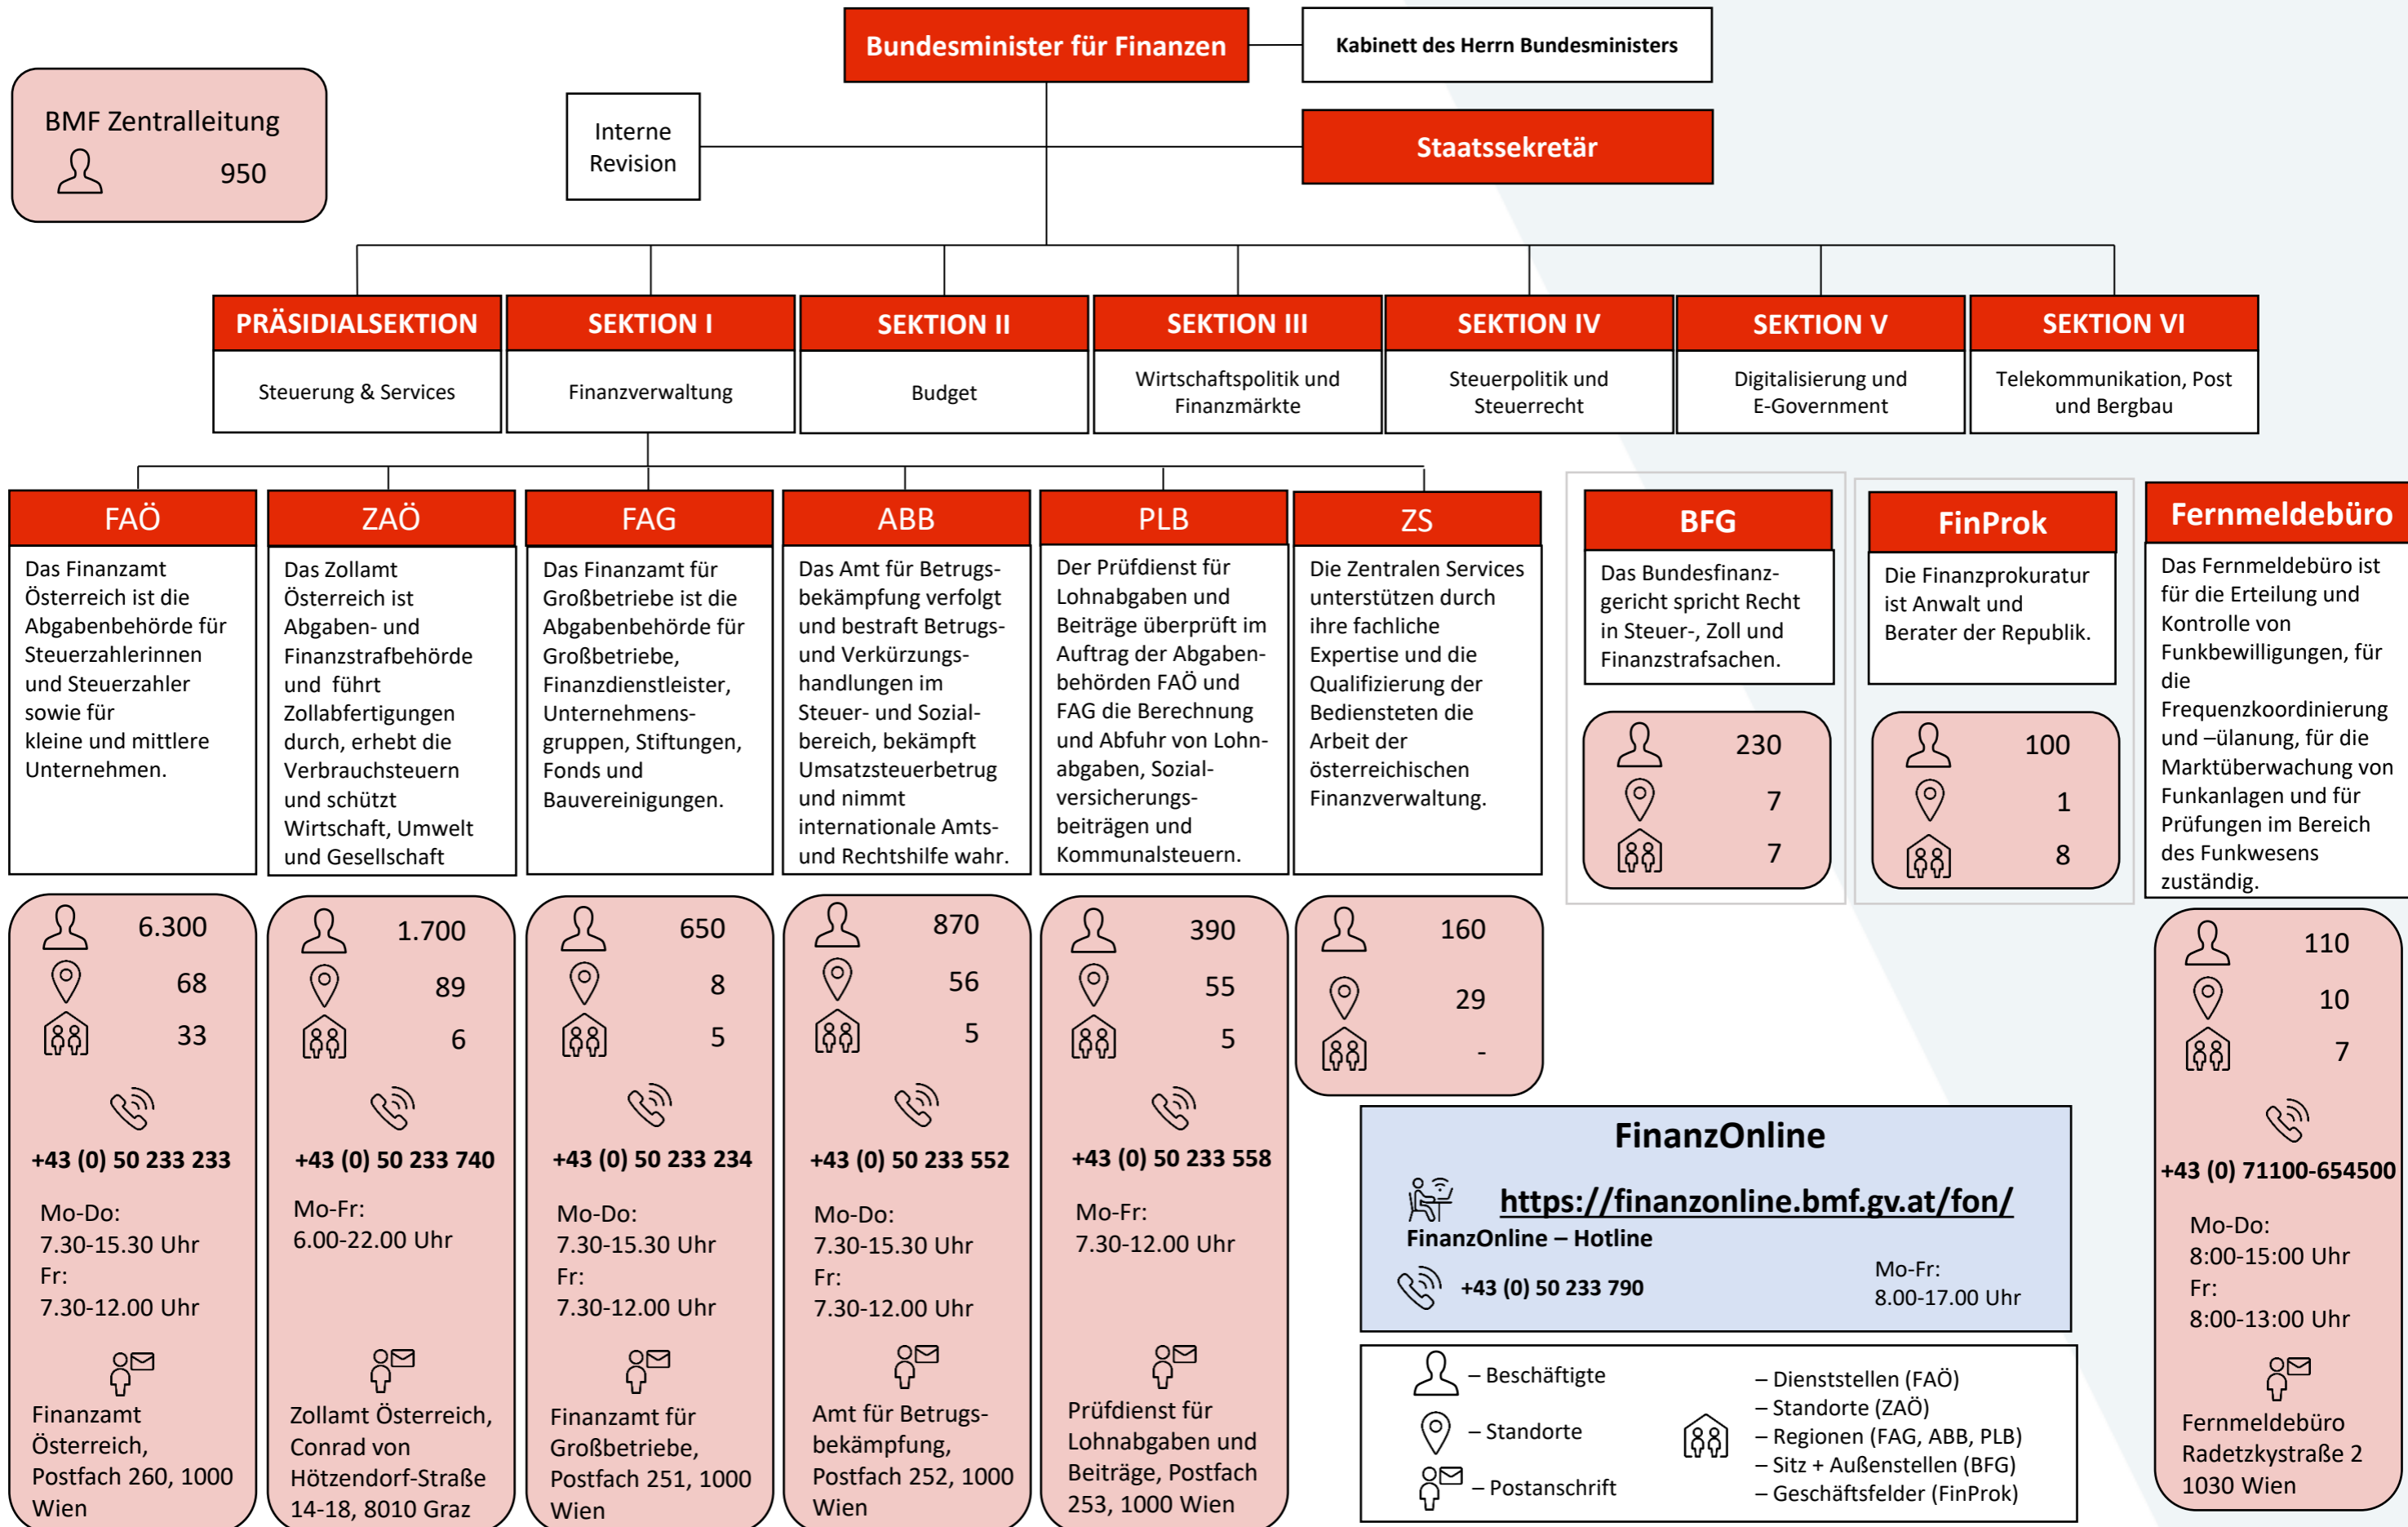 Bundesminister für Finanzen
Kabinett des Herrn Bundesministers
BMF Zentralleitung
950
Interne
Revision
Staatssekretär
PRÄSIDIALSEKTION
Steuerung & Services
SEKTION I
Finanzverwaltung
SEKTION II
Budget
SEKTION III
Wirtschaftspolitik und
Finanzmärkte
SEKTION IV
Steuerpolitik und
Steuerrecht
SEKTION V
Digitalisierung und
E-Government
SEKTION VI
Telekommunikation, Post
und Bergbau
FAÖ
Das Finanzamt
Österreich ist die
Abgabenbehörde für
Steuerzahlerinnen
und Steuerzahler
sowie für
kleine und mittlere
Unternehmen.
6.300
68
33
+43 (0) 50 233 233
Mo-Do:
7.30-15.30 Uhr
Fr:
7.30-12.00 Uhr
Finanzamt
Österreich,
Postfach 260, 1000
Wien
ZAÖ
Das Zollamt
Österreich ist
Abgaben- und
Finanzstrafbehörde
und führt
Zollabfertigungen
durch, erhebt die
Verbrauchsteuern
und schützt
Wirtschaft, Umwelt
und Gesellschaft
1.700
89
6
+43 (0) 50 233 740
Mo-Fr:
6.00-22.00 Uhr
Zollamt Österreich,
Conrad von
Hötzendorf-Straße
14-18, 8010 Graz
FAG
Das Finanzamt für
Großbetriebe ist die
Abgabenbehörde für
Großbetriebe,
Finanzdienstleister,
Unternehmens-
gruppen, Stiftungen,
Fonds und
Bauvereinigungen.
650
8
5
+43 (0) 50 233 234
Mo-Do:
7.30-15.30 Uhr
Fr:
7.30-12.00 Uhr
Finanzamt für
Großbetriebe,
Postfach 251, 1000
Wien
ABB
Das Amt für Betrugs-
bekämpfung verfolgt
und bestraft Betrugs-
und Verkürzungs-
handlungen im
Steuer- und Sozial-
bereich, bekämpft
Umsatzsteuerbetrug
und nimmt
internationale Amts-
und Rechtshilfe wahr.
870
56
5
+43 (0) 50 233 552
Mo-Do:
7.30-15.30 Uhr
Fr:
7.30-12.00 Uhr
Amt für Betrugs-
bekämpfung,
Postfach 252, 1000
Wien
PLB
Der Prüfdienst für
Lohnabgaben und
Beiträge überprüft im
Auftrag der Abgaben-
behörden FAÖ und
FAG die Berechnung
und Abfuhr von Lohn-
abgaben, Sozial-
versicherungs-
beiträgen und
Kommunalsteuern.
390
55
5
+43 (0) 50 233 558
Mo-Fr:
7.30-12.00 Uhr
Prüfdienst für
Lohnabgaben und
Beiträge, Postfach
253, 1000 Wien
ZS
Die Zentralen Services
unterstützen durch
ihre fachliche
Expertise und die
Qualifizierung der
Bediensteten die
Arbeit der
österreichischen
Finanzverwaltung.
160
29
-
BFG
Das Bundesfinanz-
gericht spricht Recht
in Steuer-, Zoll und
Finanzstrafsachen.
230
7
7
FinProk
Die Finanzprokuratur
ist Anwalt und
Berater der Republik.
100
1
8
Fernmeldebüro
Das Fernmeldebüro ist
für die Erteilung und
Kontrolle von
Funkbewilligungen, für
die
Frequenzkoordinierung
und –ülanung, für die
Marktüberwachung von
Funkanlagen und für
Prüfungen im Bereich
des Funkwesens
zuständig.
110
10
7
+43 (0) 71100-654500
Mo-Do:
8:00-15:00 Uhr
Fr:
8:00-13:00 Uhr
Fernmeldebüro
Radetzkystraße 2
1030 Wien
FinanzOnline
https://finanzonline.bmf.gv.at/fon/
FinanzOnline – Hotline
+43 (0) 50 233 790
Mo-Fr:
8.00-17.00 Uhr
– Beschäftigte
– Standorte
– Postanschrift
– Dienststellen (FAÖ)
– Standorte (ZAÖ)
– Regionen (FAG, ABB, PLB)
– Sitz + Außenstellen (BFG)
– Geschäftsfelder (FinProk)